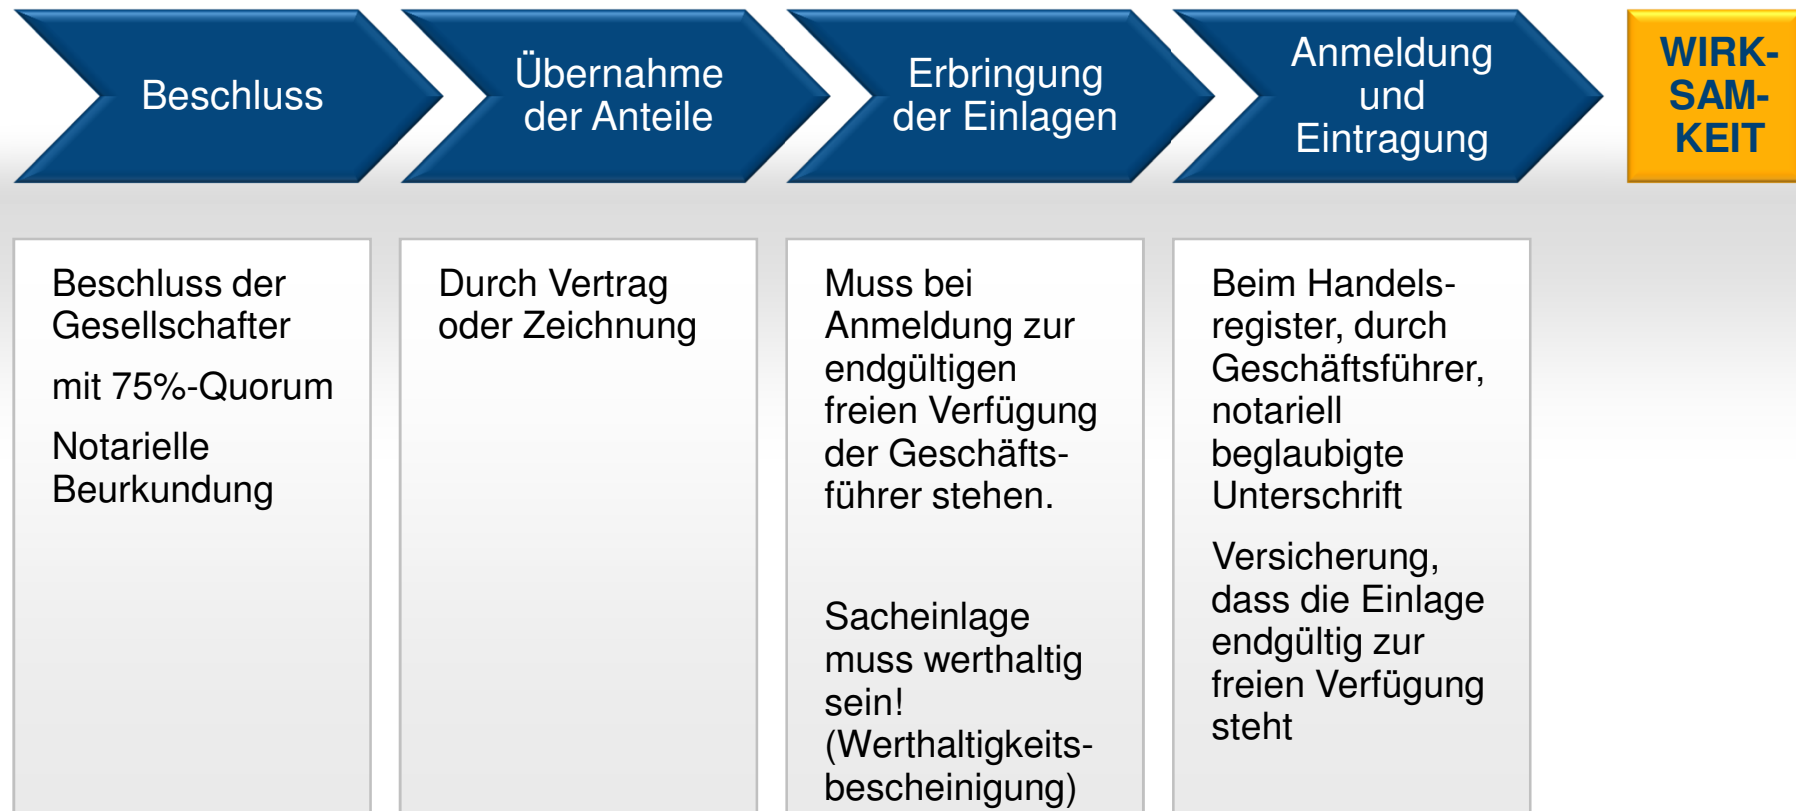 Beschluss
Übernahme
der Anteile
Erbringung
der Einlagen
Anmeldung
und
Eintragung
WIRK-
SAM-
KEIT
Beschluss der
Gesellschafter
mit 75%-Quorum
Notarielle
Beurkundung
Durch Vertrag
oder Zeichnung
Muss bei
Anmeldung zur
endgültigen
freien Verfügung
der Geschäfts-
führer stehen.
Sacheinlage
muss werthaltig
sein!
(Werthaltigkeits-
bescheinigung)
Beim Handels-
register, durch
Geschäftsführer,
notariell
beglaubigte
Unterschrift
Versicherung,
dass die Einlage
endgültig zur
freien Verfügung
steht